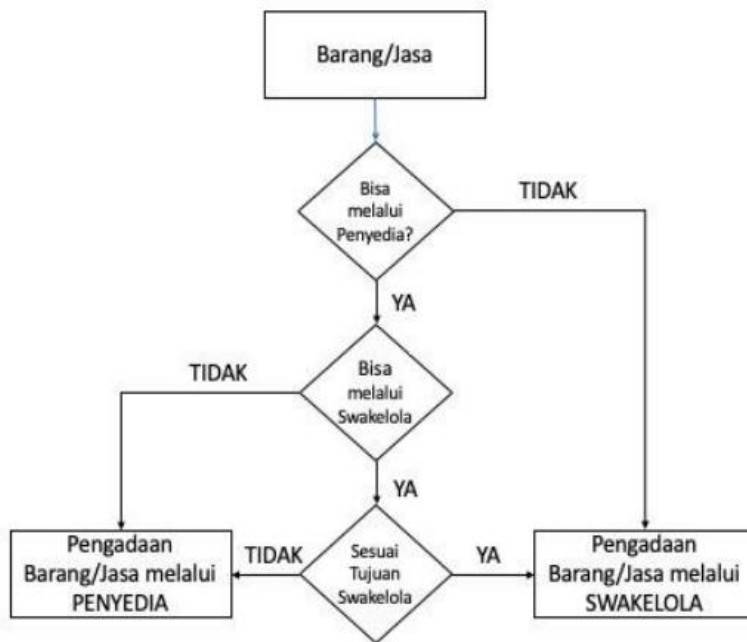 Barang/Jasa
Bisa
melalui
Penyedia?
TIDAK
YA
Bisa
melalui
Swakelola
TIDAK
YA
Sesuai
Tujuan
Swakelola
TIDAK
YA
Pengadaan
Barang/Jasa melalui
PENYEDIA
Pengadaan
Barang/Jasa melalui
SWAKELOLA